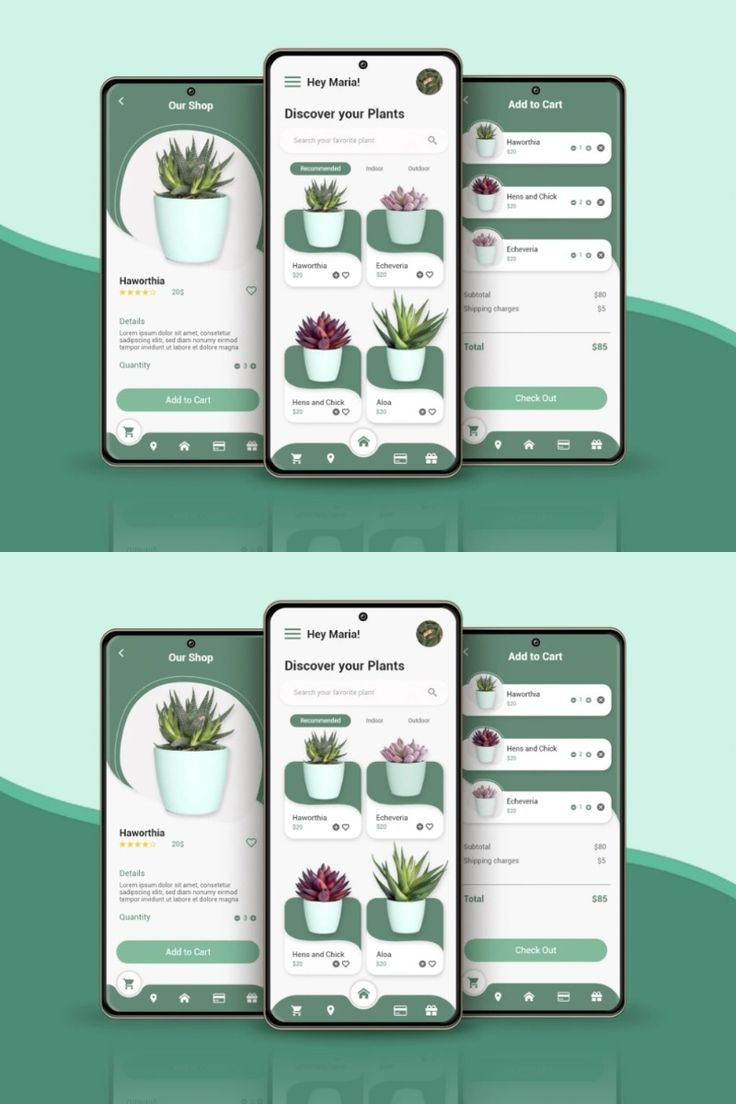 Our Shop
Haworthia
20$
Details
Lorem ipsum dolor sit amet, consetetur
sadipscing elitr, sed diam nonumy eirmod
tempor invidunt ut labore et dolore magna
Quantity
3
Add to Cart
Hey Maria!
Discover your Plants
Search your favorite plant
Recommended
Indoor
Outdoor
Haworthia
$20
Echeveria
$20
Hens and Chick
$20
Aloa
$20
Add to Cart
Haworthia
$20
1
Hens and Chick
$20
2
Echeveria
$20
1
Subtotal
$80
Shipping charges
$5
Total
$85
Check Out
Our Shop
Haworthia
20$
Details
Lorem ipsum dolor sit amet, consetetur
sadipscing elitr, sed diam nonumy eirmod
tempor invidunt ut labore et dolore magna
Quantity
3
Add to Cart
Hey Maria!
Discover your Plants
Search your favorite plant
Recommended
Indoor
Outdoor
Haworthia
$20
Echeveria
$20
Hens and Chick
$20
Aloa
$20
Add to Cart
Haworthia
$20
1
Hens and Chick
$20
2
Echeveria
$20
1
Subtotal
$80
Shipping charges
$5
Total
$85
Check Out